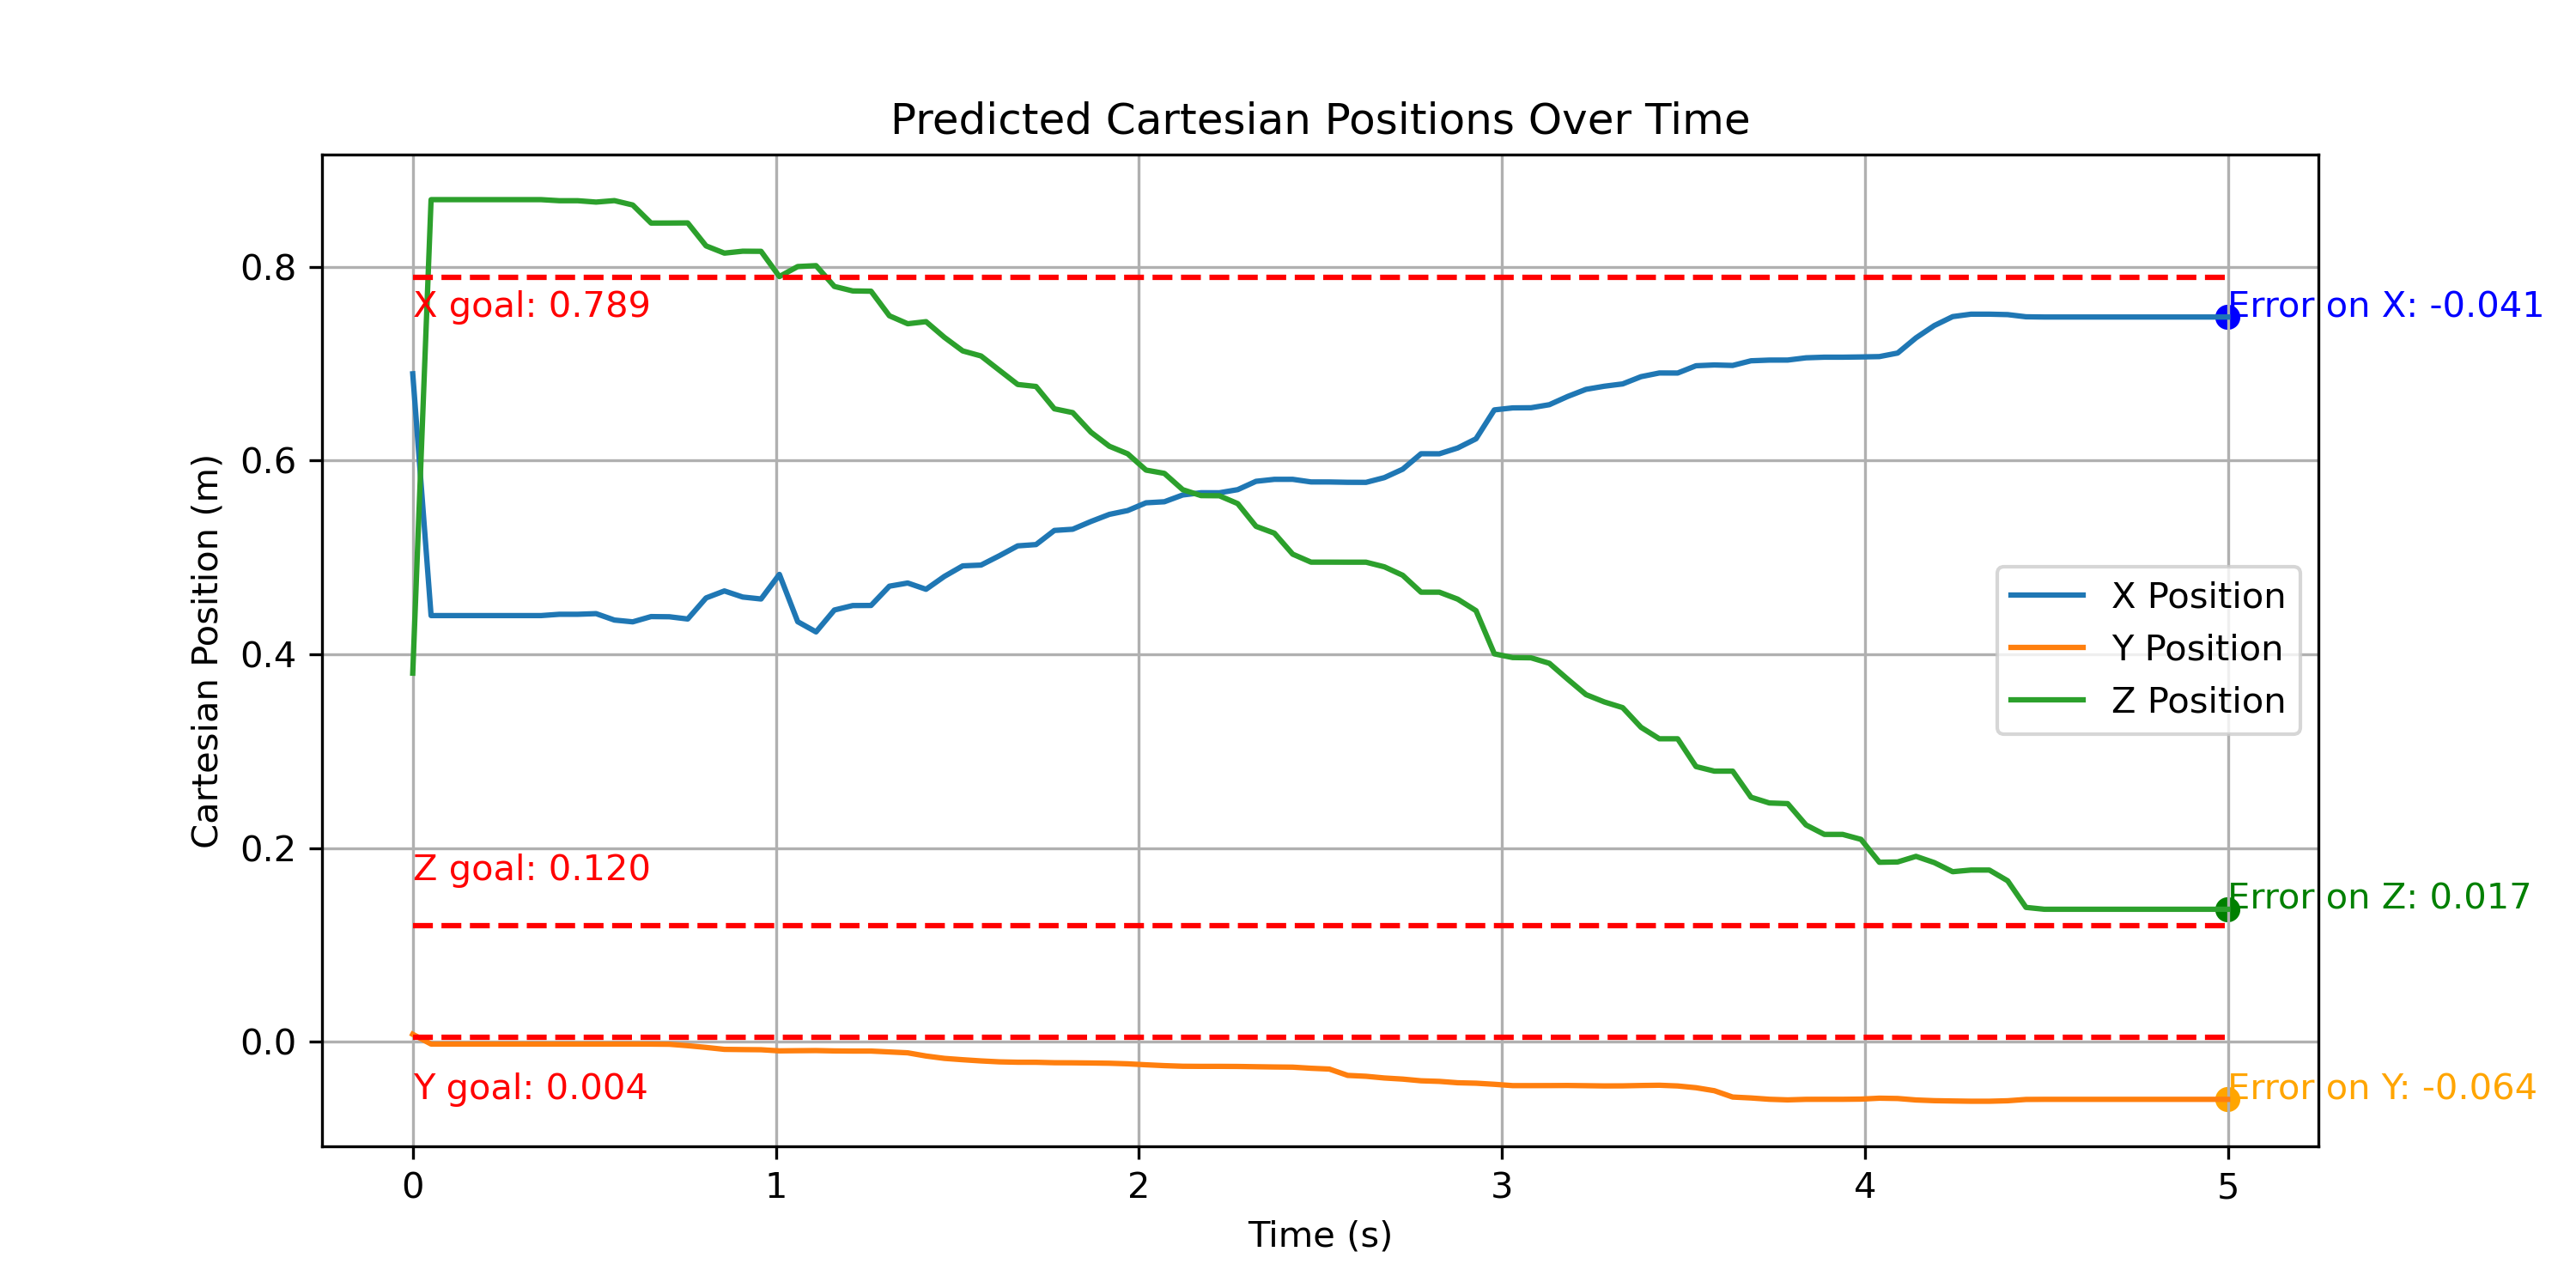 Predicted Cartesian Positions Over Time
Cartesian Position (m)
0.8
0.6
0.4
0.2
0.0
X goal: 0.789
Error on X: -0.041
X Position
Y Position
Z Position
Z goal: 0.120
Error on Z: 0.017
Y goal: 0.004
Error on Y: -0.064
0 1 2 3 4 5
Time (s)